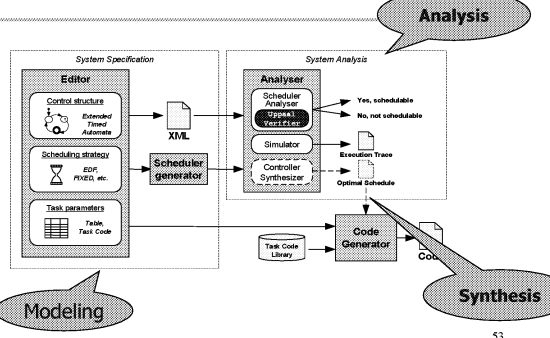 Analysis
System Specification
System Analysis
Editor
Control structure
Extended
Timed
Automata
Scheduling strategy
EDF,
FIXED, etc.
Task parameters
Table,
Task Code
XML
Scheduler
generator
Analyser
Scheduler
Analyser
Uppaal
Verifier
Simulator
Controller
Synthesizer
Yes, schedulable
No, not schedulable
Execution Trace
Optimal Schedule
Task Code
Library
Code
Generator
Modeling
Synthesis
53